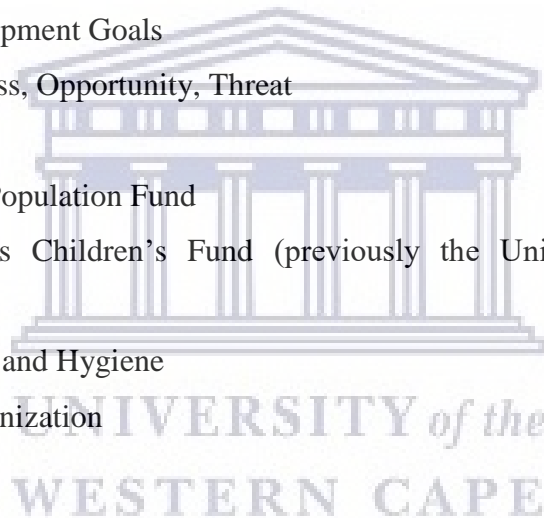 pment Goals
ss, Opportunity, Threat
Population Fund
s Children's Fund (previously the Uni
and Hygiene
nization
UNIVERSITY of the
WESTERN CAPE